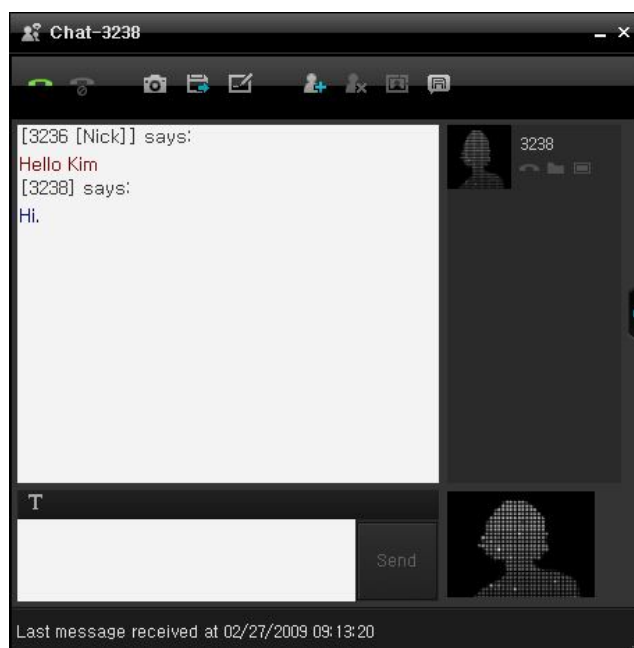 Chat-3238
[3236 [Nick]] says:
Hello Kim
[3238] says:
Hi.
3238
T
Send
Last message received at 02/27/2009 09:13:20